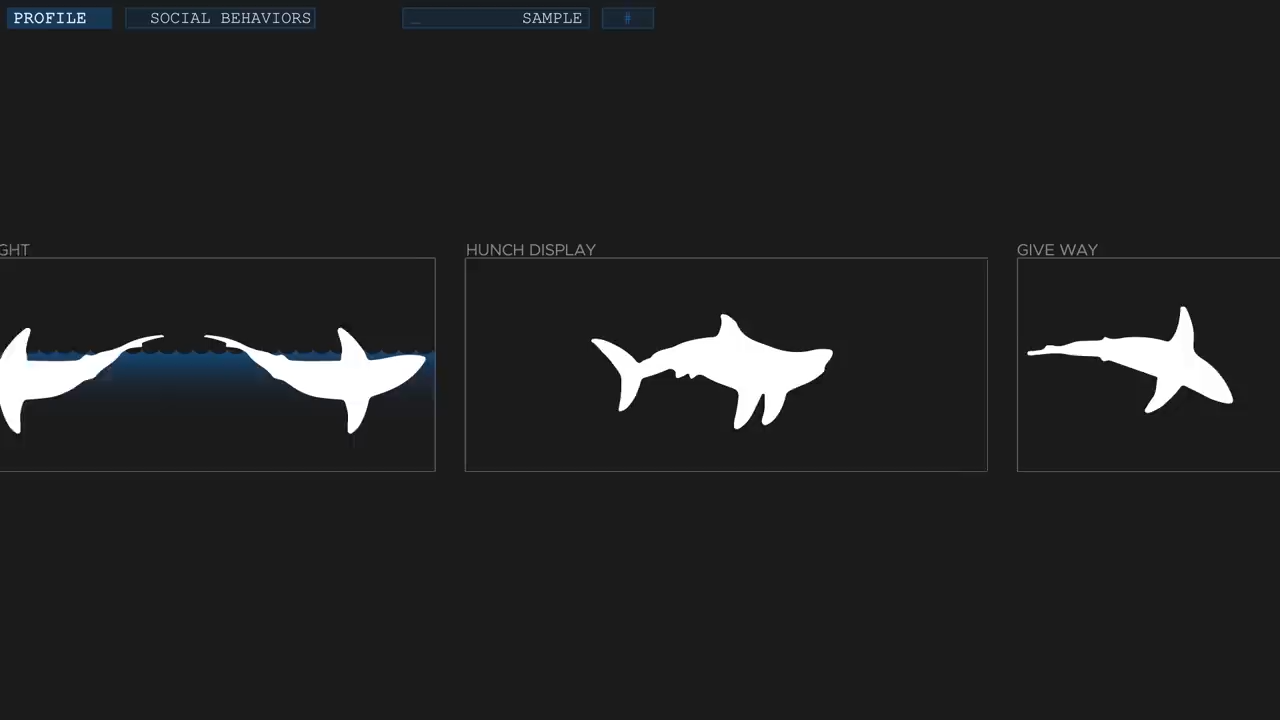 PROFILE
SOCIAL BEHAVIORS
_ SAMPLE
#
GHT
HUNCH DISPLAY
GIVE WAY